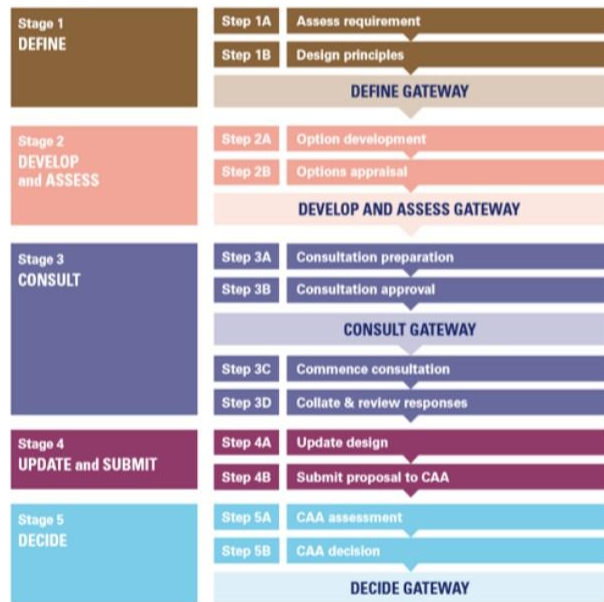 Stage 1
DEFINE
Step 1A Assess requirement
Step 1B Design principles
DEFINE GATEWAY
Stage 2
DEVELOP
and ASSESS
Step 2A Option development
Step 2B Options appraisal
DEVELOP AND ASSESS GATEWAY
Stage 3
CONSULT
Step 3A Consultation preparation
Step 3B Consultation approval
CONSULT GATEWAY
Step 3C Commence consultation
Step 3D Collate & review responses
Stage 4
UPDATE and SUBMIT
Step 4A Update design
Step 4B Submit proposal to CAA
Stage 5
DECIDE
Step 5A CAA assessment
Step 5B CAA decision
DECIDE GATEWAY